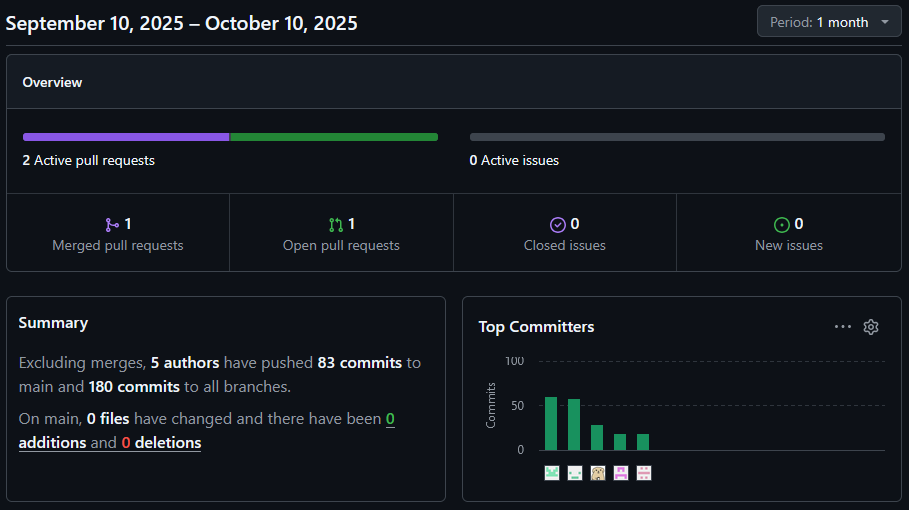 September 10, 2025 – October 10, 2025
Period: 1 month
Overview
2 Active pull requests
0 Active issues
1
Merged pull requests
1
Open pull requests
0
Closed issues
0
New issues
Summary
Excluding merges, 5 authors have pushed 83 commits to
main and 180 commits to all branches.
On main, 0 files have changed and there have been 0
additions and 0 deletions
Top Committers
100
50
0
Commits